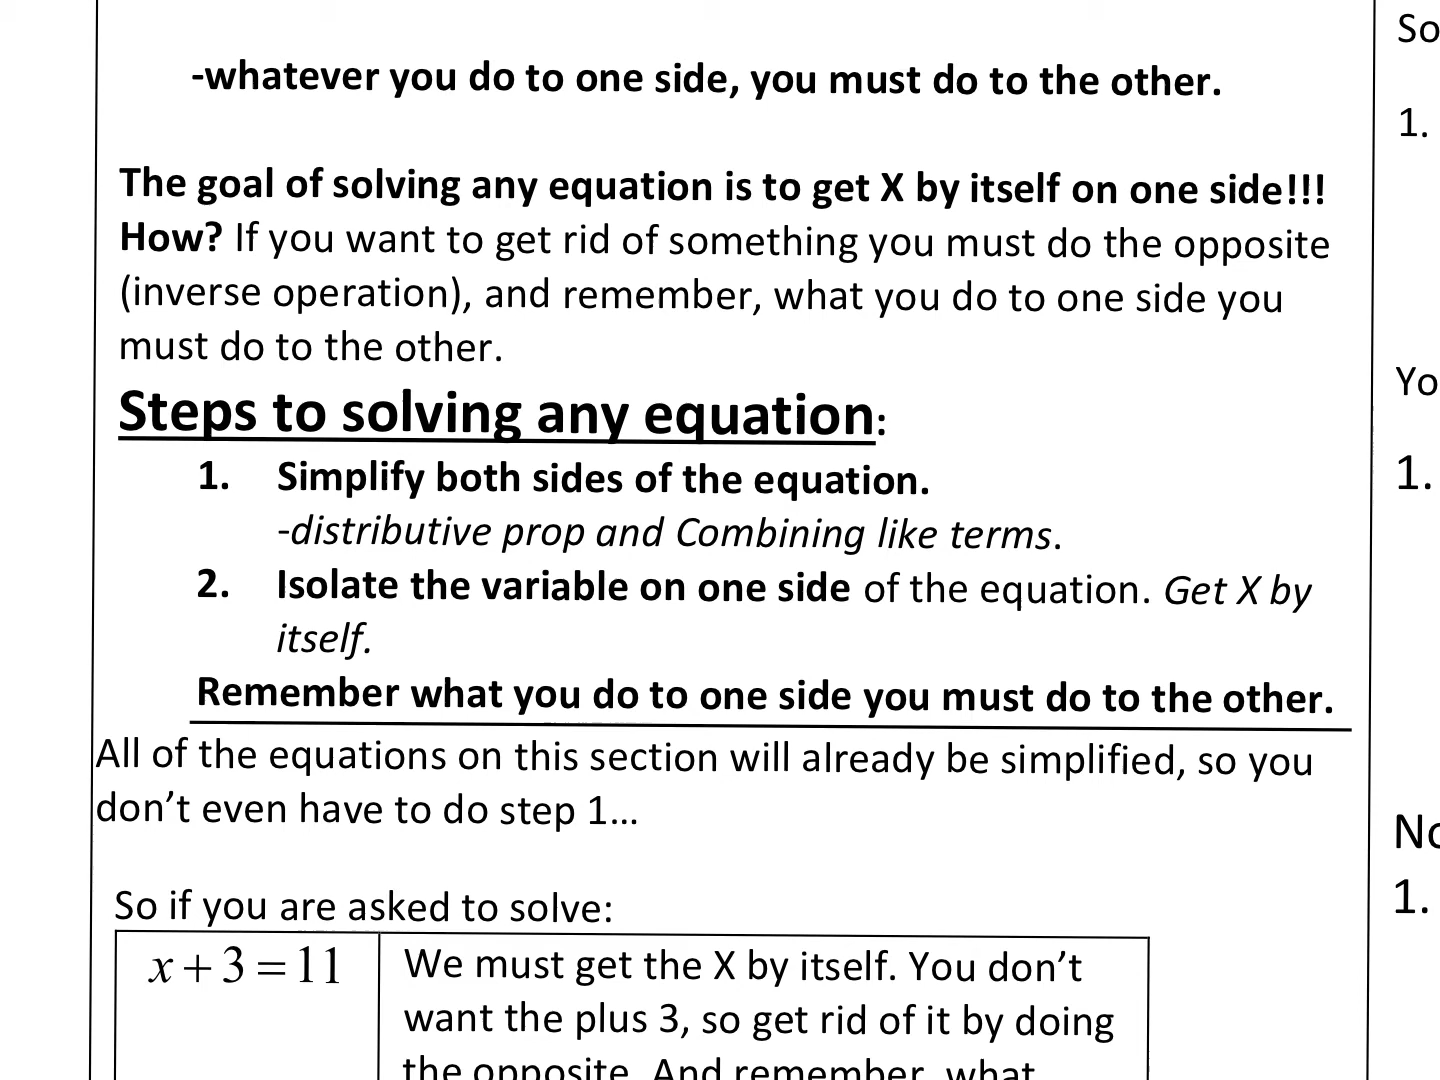 -whatever you do to one side, you must do to the other.
The goal of solving any equation is to get X by itself on one side!!!
How? If you want to get rid of something you must do the opposite
(inverse operation), and remember, what you do to one side you
must do to the other.
Steps to solving any equation:
1. Simplify both sides of the equation.
-distributive prop and Combining like terms.
2. Isolate the variable on one side of the equation. Get X by
itself.
Remember what you do to one side you must do to the other.
All of the equations on this section will already be simplified, so you
don’t even have to do step 1…
So if you are asked to solve:
x + 3 = 11
We must get the X by itself. You don’t
want the plus 3, so get rid of it by doing
the opposite. And remember, what
So
1.
Yo
1.
No
1.